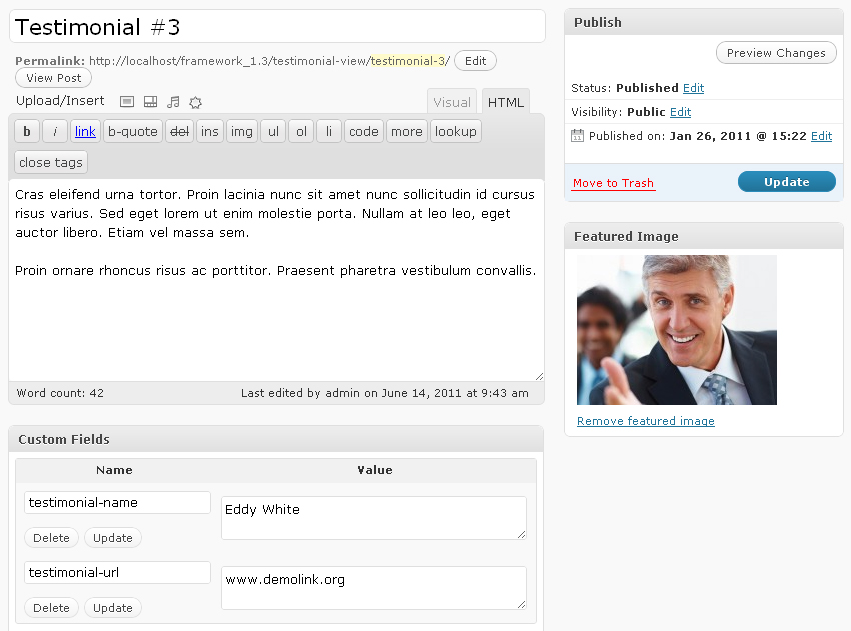 Testimonial #3
Permalink: http://localhost/framework_1.3/testimonial-view/testimonial-3/ Edit
View Post
Upload/Insert
Visual HTML
b i link b-quote del ins img ul ol li code more lookup
close tags
Cras eleifend urna tortor. Proin lacinia nunc sit amet nunc sollicitudin id cursus
risus varius. Sed eget lorem ut enim molestie porta. Nullam at leo leo, eget
auctor libero. Etiam vel massa sem.
Proin ornare rhoncus risus ac porttitor. Praesent pharetra vestibulum convallis.
Word count: 42 Last edited by admin on June 14, 2011 at 9:43 am
Custom Fields
Name Value
testimonial-name
Eddy White
Delete Update
testimonial-url
www.demolink.org
Delete Update
Publish
Preview Changes
Status: Published Edit
Visibility: Public Edit
11 Published on: Jan 26, 2011 @ 15:22 Edit
Move to Trash Update
Featured Image
Remove featured image